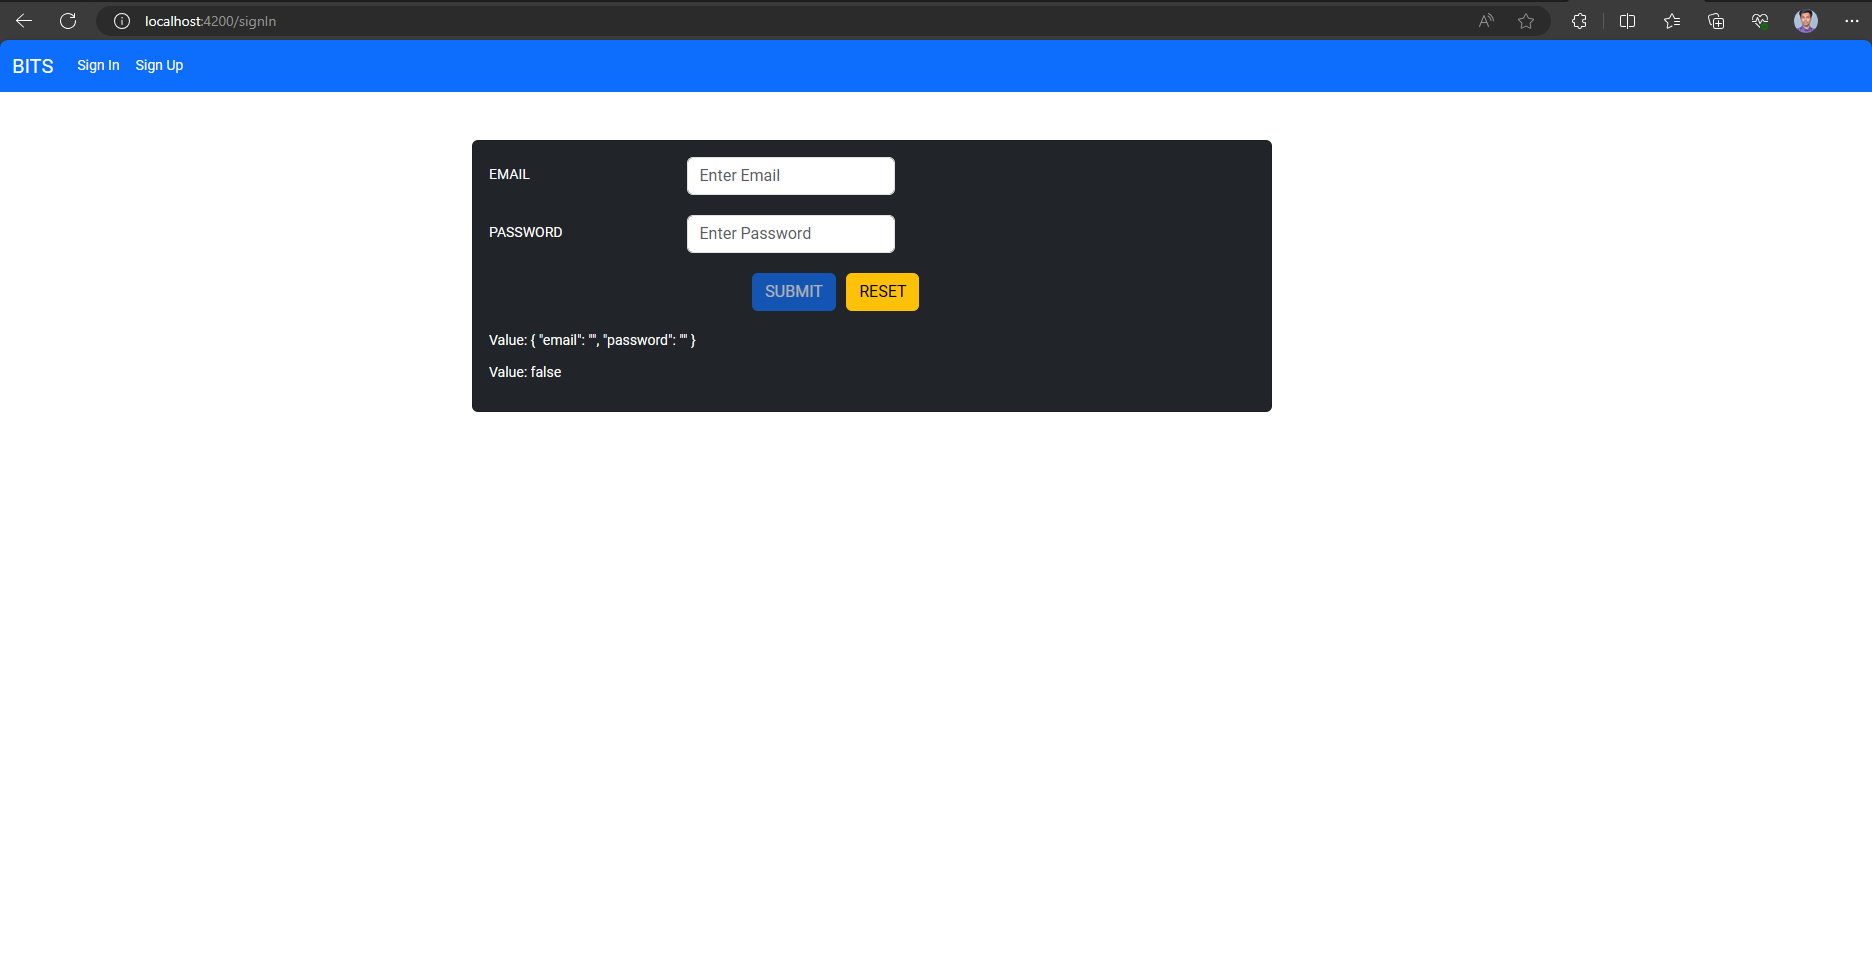 localhost:4200/signIn
BITS Sign In Sign Up
EMAIL Enter Email
PASSWORD Enter Password
SUBMIT RESET
Value: { "email": "", "password": "" }
Value: false